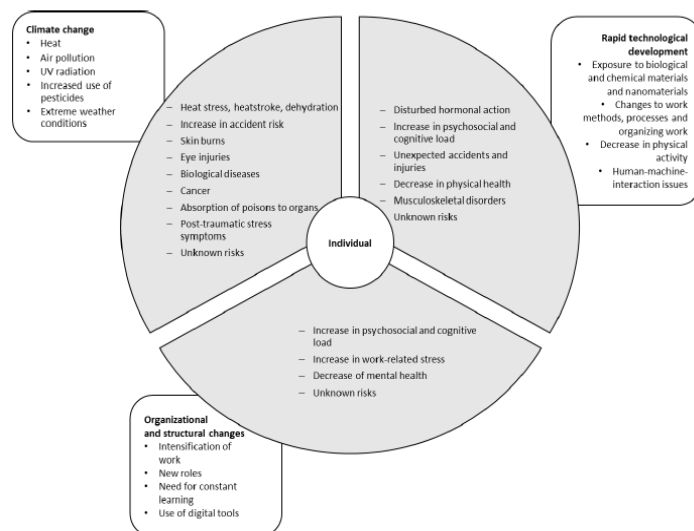 Climate change
• Heat
• Air pollution
• UV radiation
• Increased use of
pesticides
• Extreme weather
conditions
Rapid technological
development
• Exposure to biological
and chemical materials and
nanomaterials
• Changes to work
methods, processes and
organizing work
• Decrease in physical
activity
• Human-machine-
interaction issues
– Heat stress, heatstroke, dehydration
– Increase in accident risk
– Skin burns
– Eye injuries
– Biological diseases
– Cancer
– Absorption of poisons to organs
– Post-traumatic stress
symptoms
– Unknown risks
– Disturbed hormonal action
– Increase in psychosocial and
cognitive load
– Unexpected accidents and
injuries
– Decrease in physical health
– Musculoskeletal disorders
Unknown risks
Individual
– Increase in psychosocial and cognitive
load
– Increase in work-related stress
– Decrease of mental health
– Unknown risks
Organizational
and structural changes
• Intensification of
work
• New roles
• Need for constant
learning
• Use of digital tools